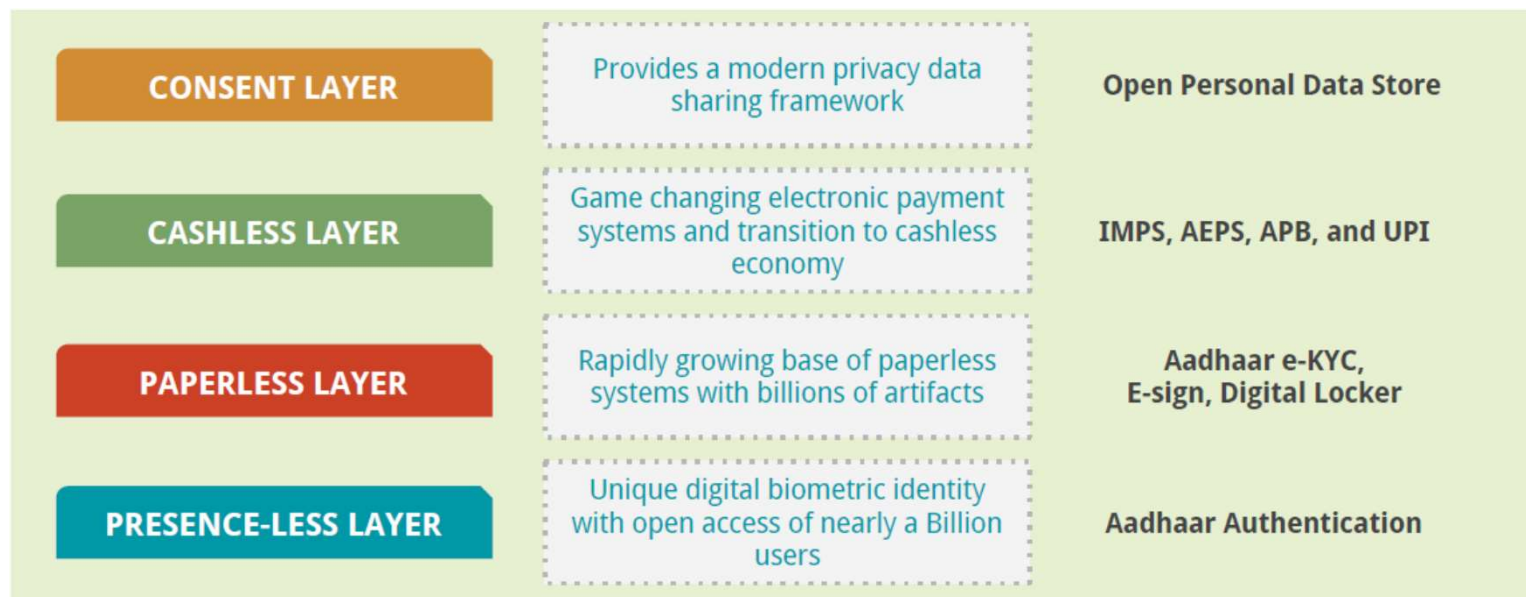 CONSENT LAYER
Provides a modern privacy data
sharing framework
Open Personal Data Store
CASHLESS LAYER
Game changing electronic payment
systems and transition to cashless
economy
IMPS, AEPS, APB, and UPI
PAPERLESS LAYER
Rapidly growing base of paperless
systems with billions of artifacts
Aadhaar e-KYC,
E-sign, Digital Locker
PRESENCE-LESS LAYER
Unique digital biometric identity
with open access of nearly a Billion
users
Aadhaar Authentication